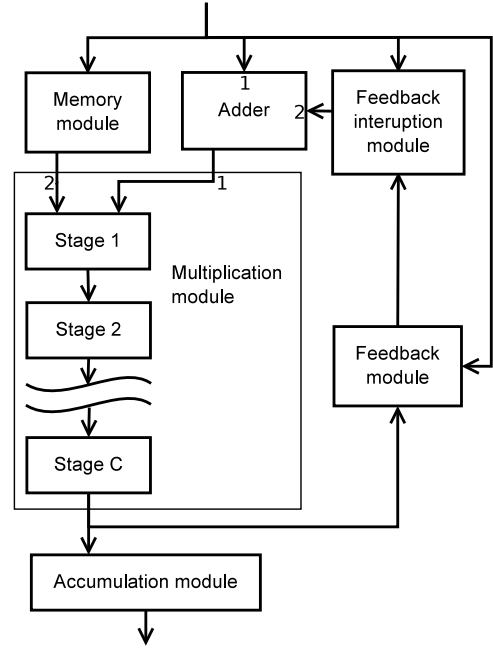 Memory
module
1
Adder
2
Feedback
interuption
module
2
1
Stage 1
Multiplication
module
Stage 2
Feedback
module
Stage C
Accumulation module